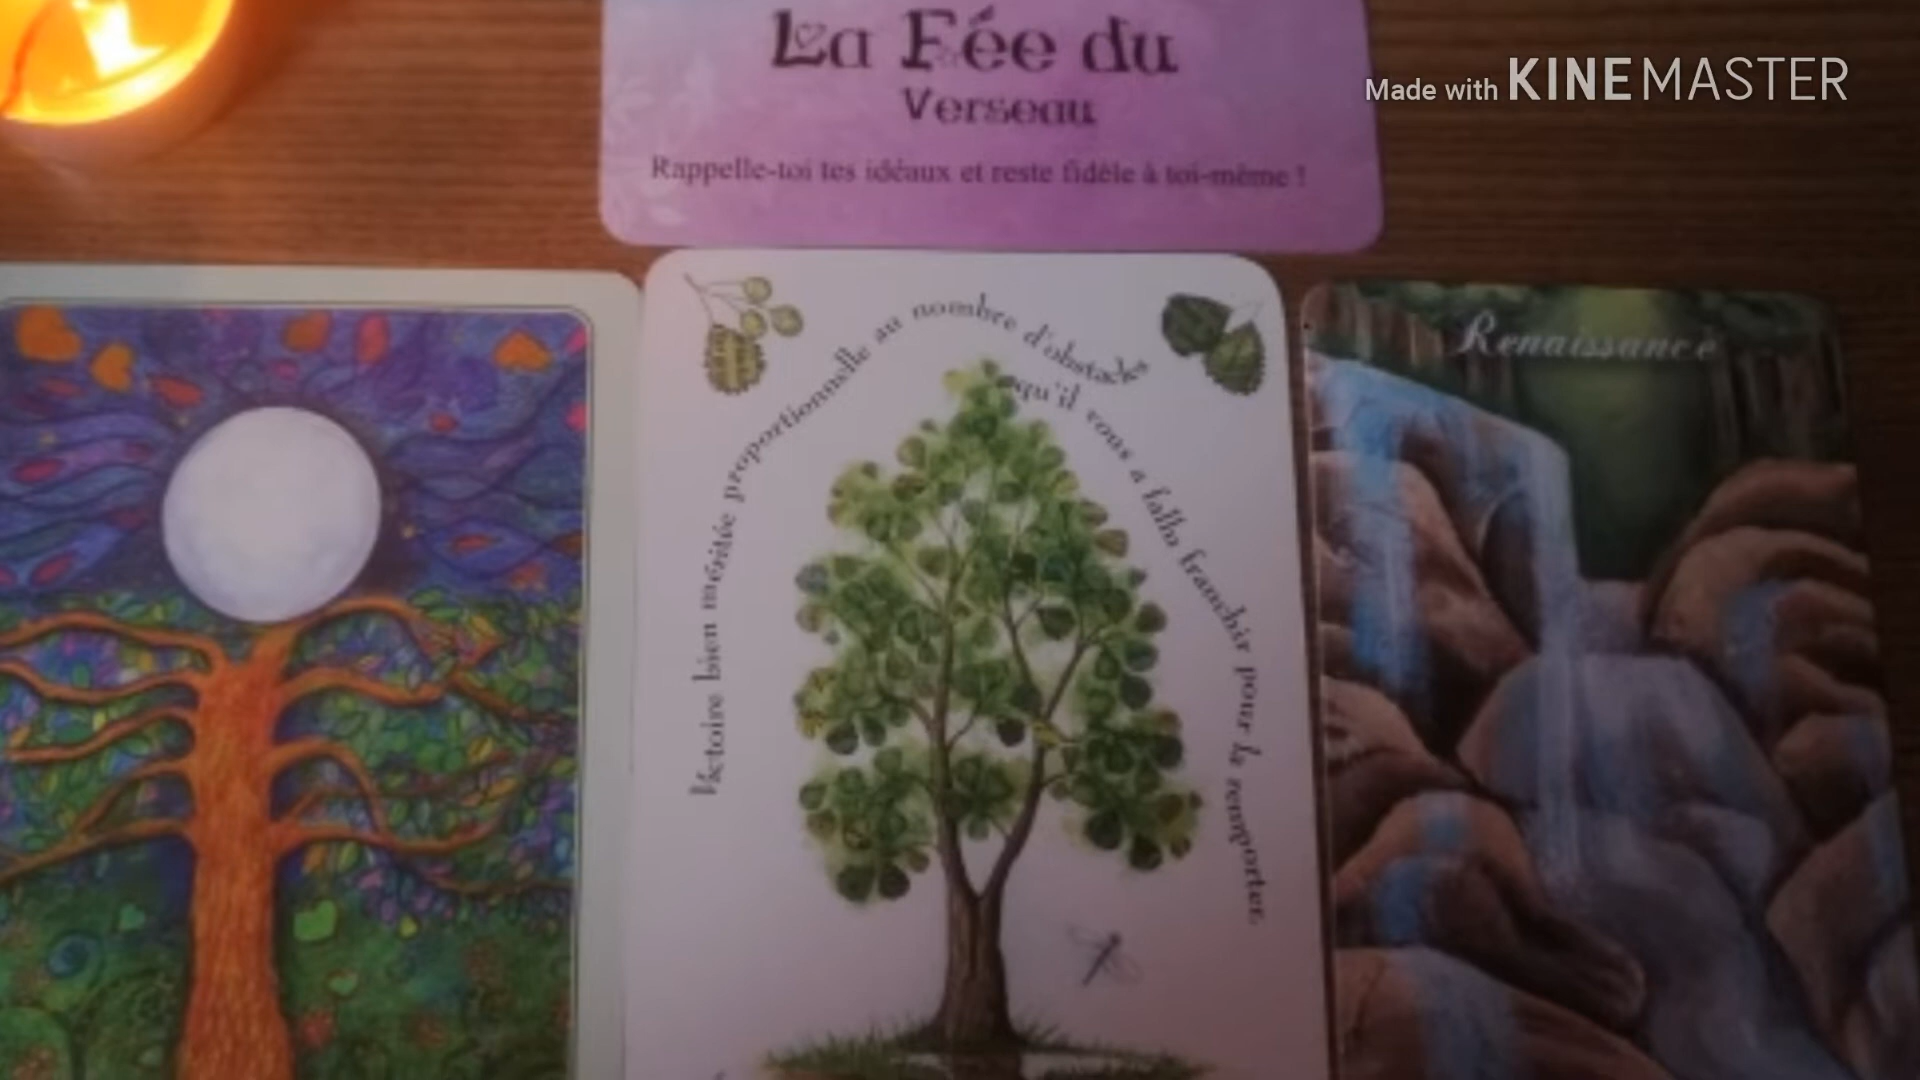 La Fée du
Verseau
Rappelle-toi tes idéaux et reste fidèle à toi-même !
Made with KINEMASTER
Victoire bien méritée proportionnelle au nombre d'obstacles
qu'il vous a fallu franchir pour la remporter.
Renaissance